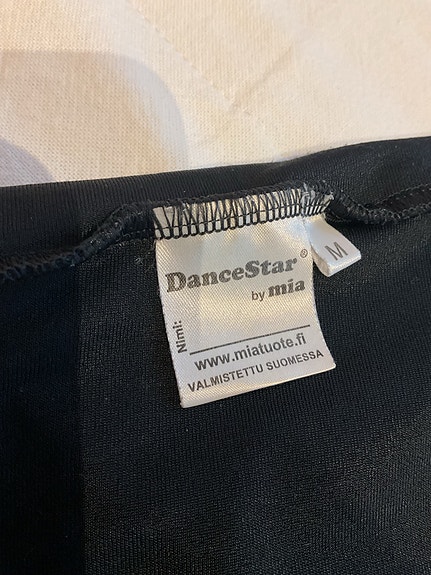 DanceStar®
by mia
M
Nimi:
www.miatuote.fi
VALMISTETTU SUOMESSA